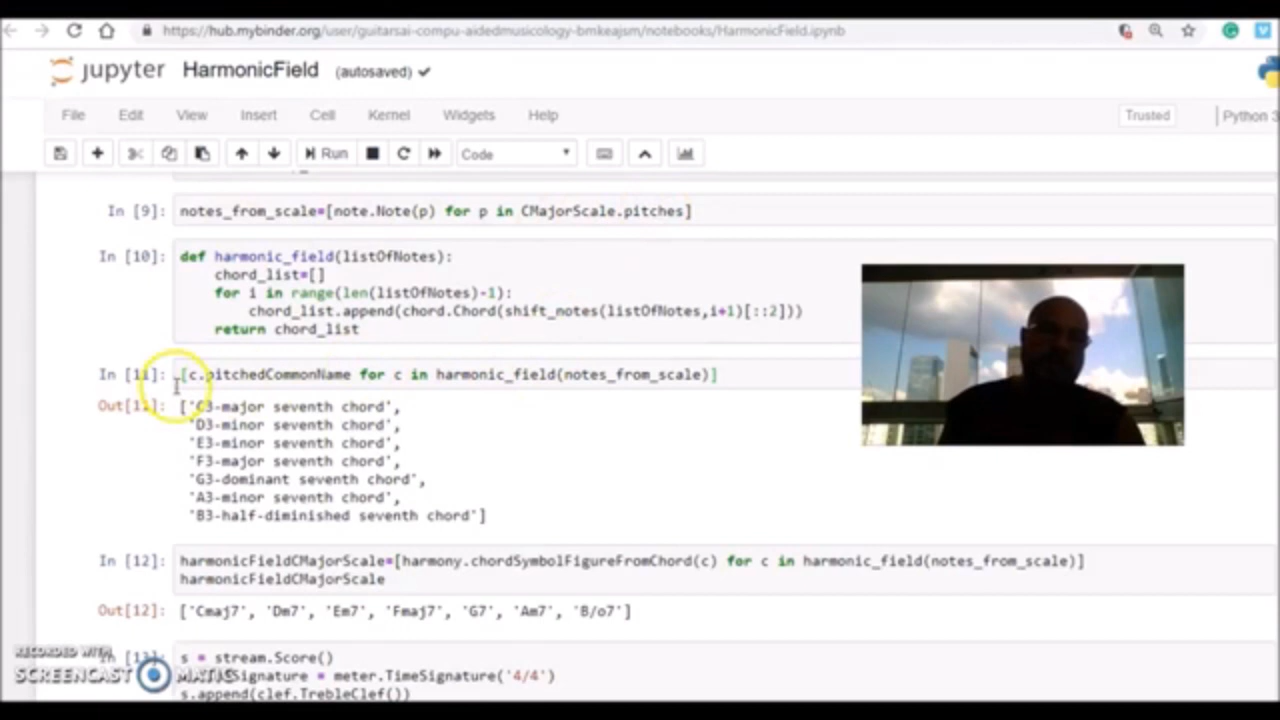 https://hub.mybinder.org/user/guitarsai-compu-aidedmusicology-bmkeajsm/notebooks/HarmonicField.ipynb
jupyter HarmonicField (autosaved)
File Edit View Insert Cell Kernel Widgets Help Trusted Python 3
Run Code
In [9]: notes_from_scale=[note.Note(p) for p in CMajorScale.pitches]
In [10]: def harmonic_field(listOfNotes):
chord_list=[]
for i in range(len(listOfNotes)-1):
chord_list.append(chord.Chord(shift_notes(listOfNotes,i+1)[::2]))
return chord_list
In [11]: [c.pitchedCommonName for c in harmonic_field(notes_from_scale)]
Out[11]: ['C3-major seventh chord',
'D3-minor seventh chord',
'E3-minor seventh chord',
'F3-major seventh chord',
'G3-dominant seventh chord',
'A3-minor seventh chord',
'B3-half-diminished seventh chord']
In [12]: harmonicFieldCMajorScale=[harmony.chordSymbolFigureFromChord(c) for c in harmonic_field(notes_from_scale)]
harmonicFieldCMajorScale
Out[12]: ['Cmaj7', 'Dm7', 'Em7', 'Fmaj7', 'G7', 'Am7', 'B/o7']
In [13]: s = stream.Score()
Signature = meter.TimeSignature('4/4')
s.append(clef.TrebleClef())
RECORDED WITH
SCREENCAST MATIC